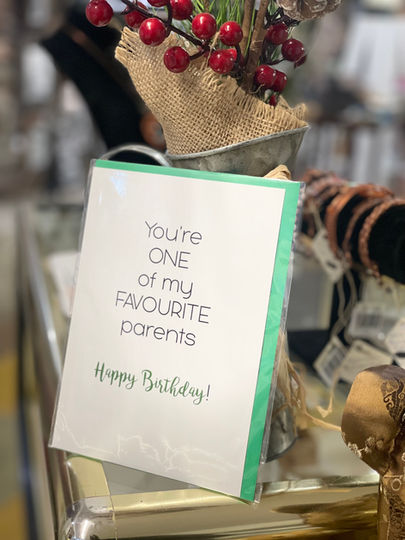 You're
ONE
of my
FAVOURITE
parents
Happy Birthday!